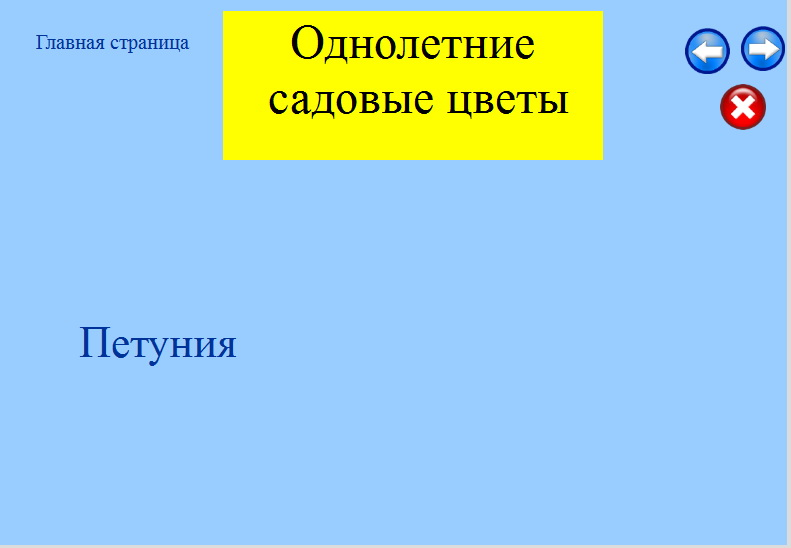 Главная страница
Однолетние
садовые цветы
Петуния